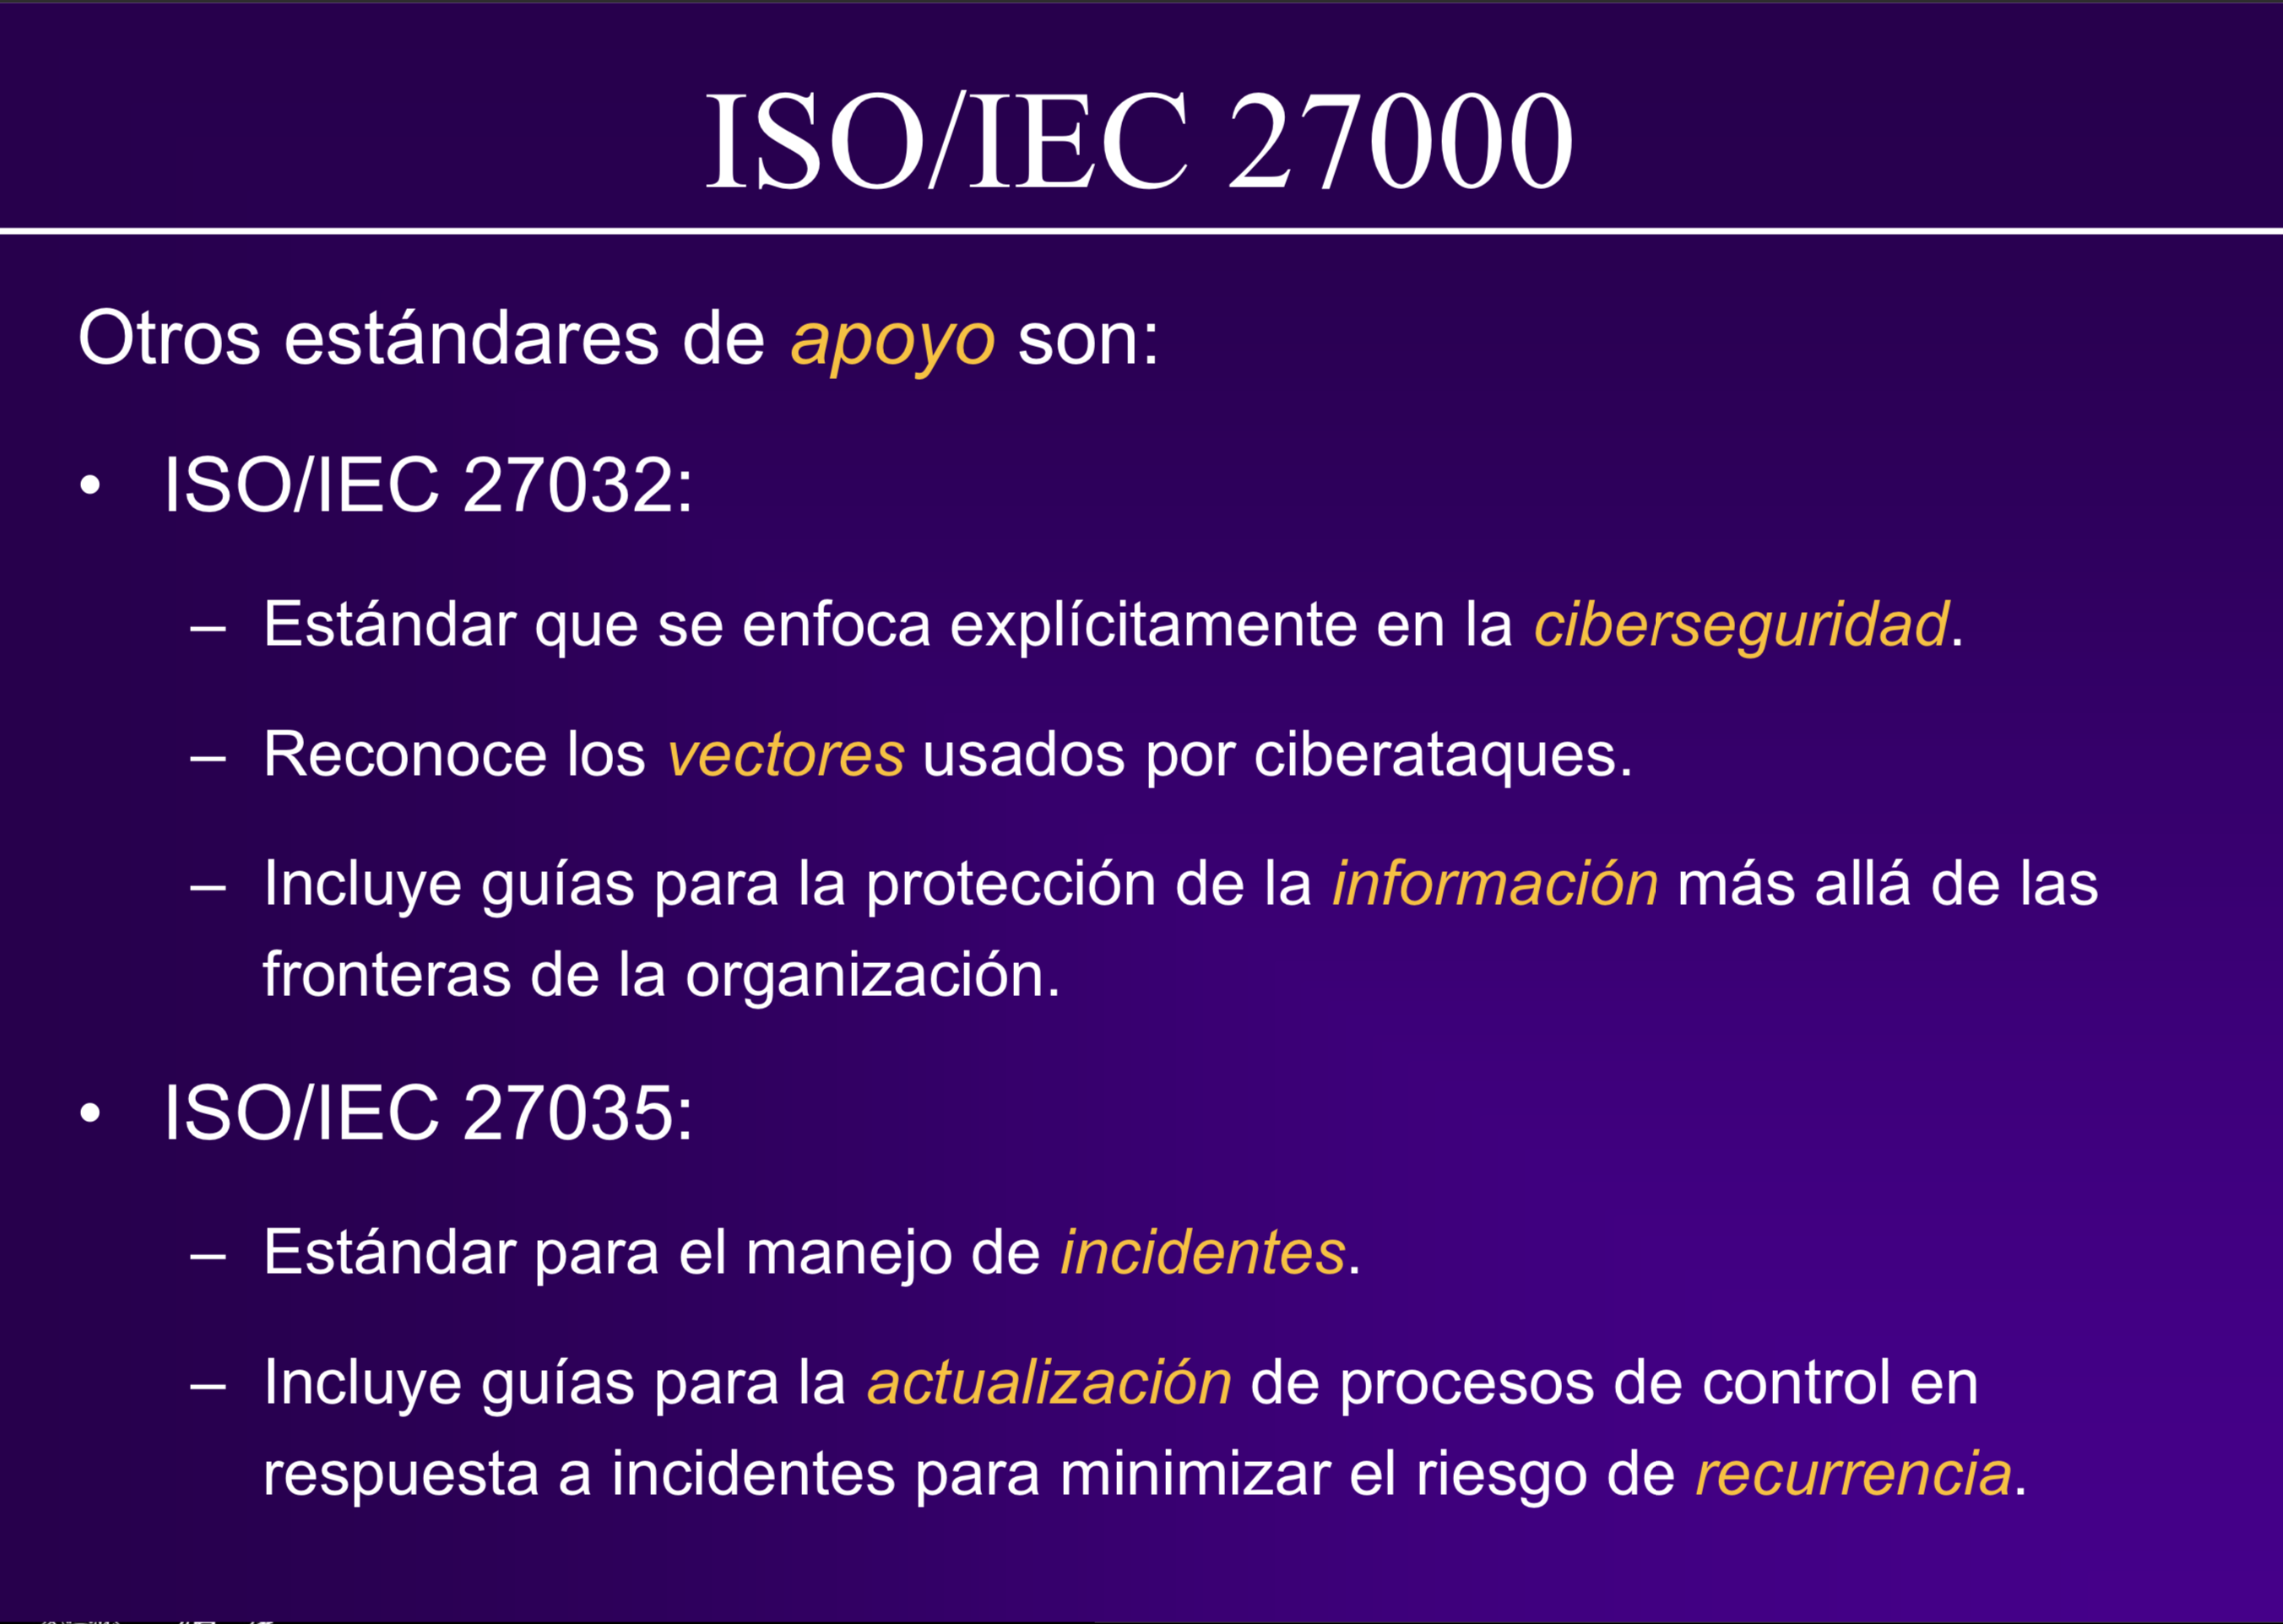 ISO/IEC 27000
Otros estándares de apoyo son:
• ISO/IEC 27032:
– Estándar que se enfoca explícitamente en la ciberseguridad.
– Reconoce los vectores usados por ciberataques.
– Incluye guías para la protección de la información más allá de las
fronteras de la organización.
• ISO/IEC 27035:
– Estándar para el manejo de incidentes.
– Incluye guías para la actualización de procesos de control en
respuesta a incidentes para minimizar el riesgo de recurrencia.